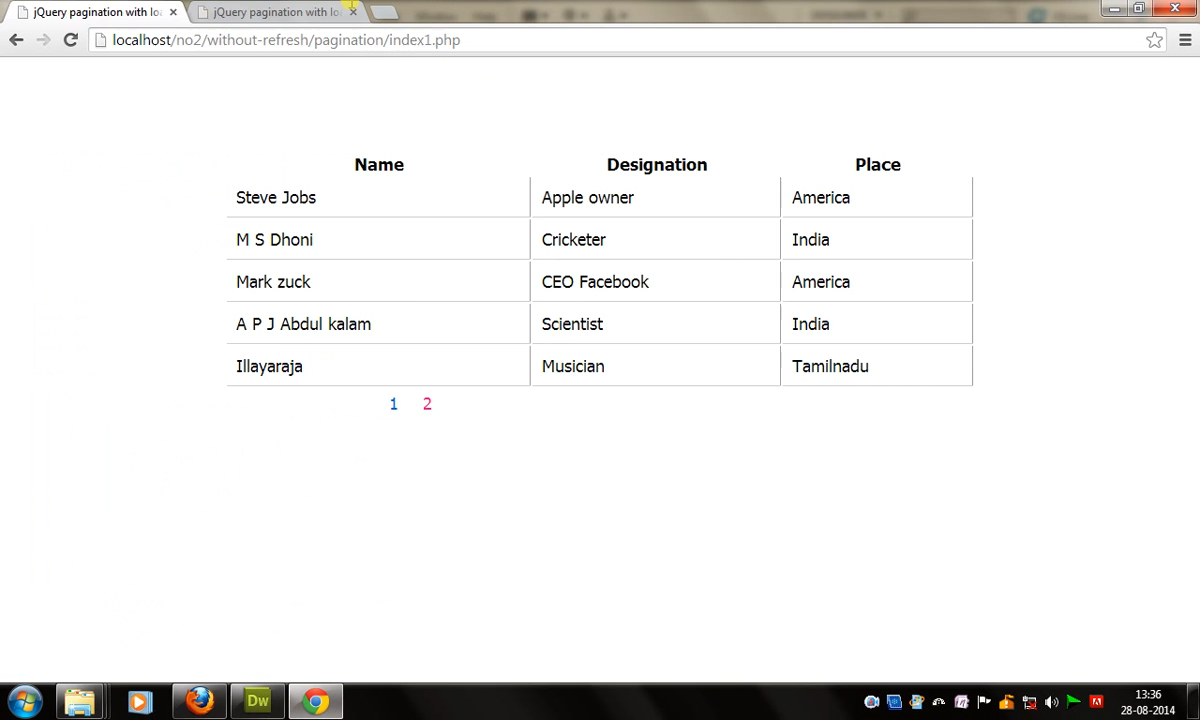 jQuery pagination with lo
jQuery pagination with lo
localhost/no2/without-refresh/pagination/index1.php
Name Designation Place
Steve Jobs Apple owner America
M S Dhoni Cricketer India
Mark zuck CEO Facebook America
A P J Abdul kalam Scientist India
Illayaraja Musician Tamilnadu
1 2
Dw
13:36
28-08-2014